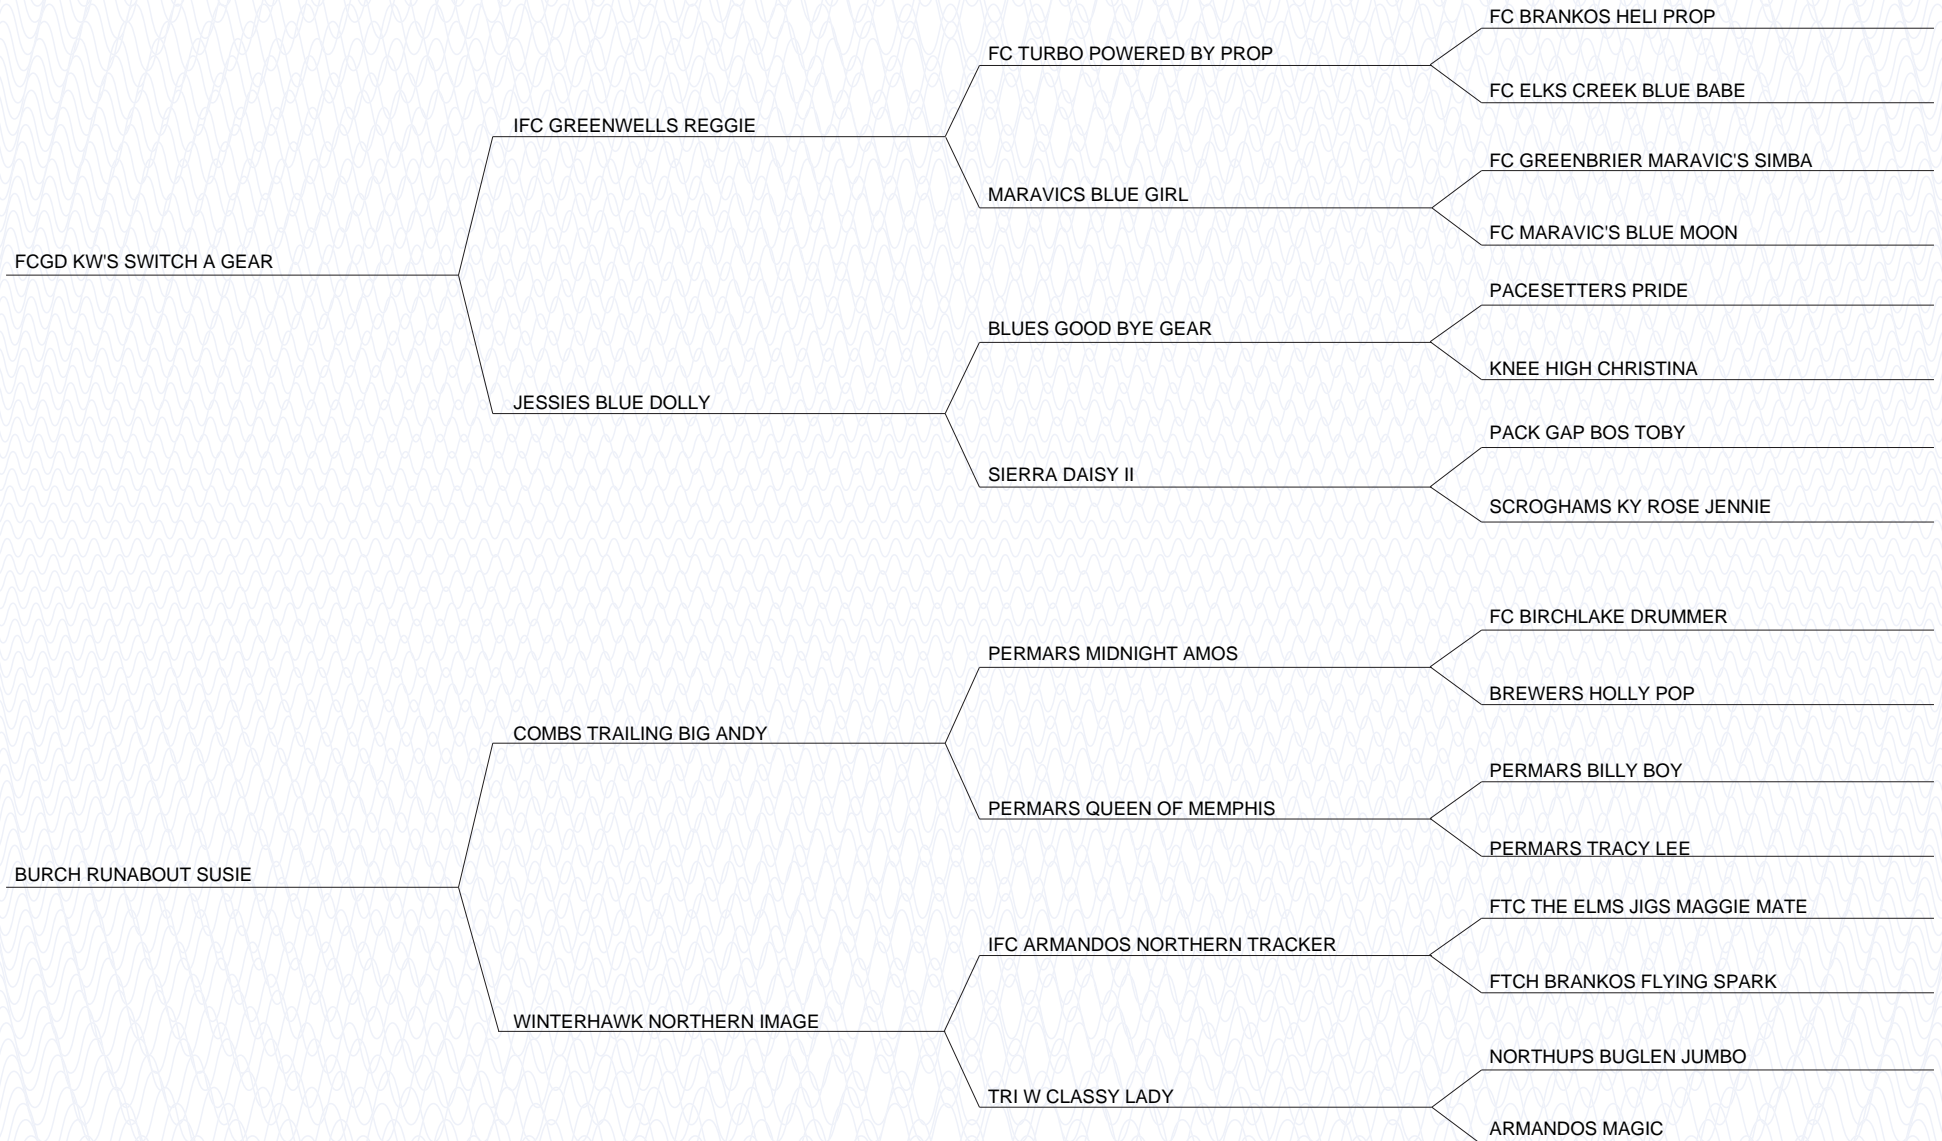 FC BRANKOS HELI PROP
FC TURBO POWERED BY PROP
FC ELKS CREEK BLUE BABE
IFC GREENWELLS REGGIE
FC GREENBRIER MARAVIC'S SIMBA
MARAVICS BLUE GIRL
FC MARAVIC'S BLUE MOON
FCGD KW'S SWITCH A GEAR
PACESETTERS PRIDE
BLUES GOOD BYE GEAR
KNEE HIGH CHRISTINA
JESSIES BLUE DOLLY
PACK GAP BOS TOBY
SIERRA DAISY II
SCROGHAMS KY ROSE JENNIE
FC BIRCHLAKE DRUMMER
PERMARS MIDNIGHT AMOS
BREWERS HOLLY POP
COMBS TRAILING BIG ANDY
PERMARS BILLY BOY
PERMARS QUEEN OF MEMPHIS
PERMARS TRACY LEE
BURCH RUNABOUT SUSIE
FTC THE ELMS JIGS MAGGIE MATE
IFC ARMANDOS NORTHERN TRACKER
FTCH BRANKOS FLYING SPARK
WINTERHAWK NORTHERN IMAGE
NORTHUPS BUGLEN JUMBO
TRI W CLASSY LADY
ARMANDOS MAGIC